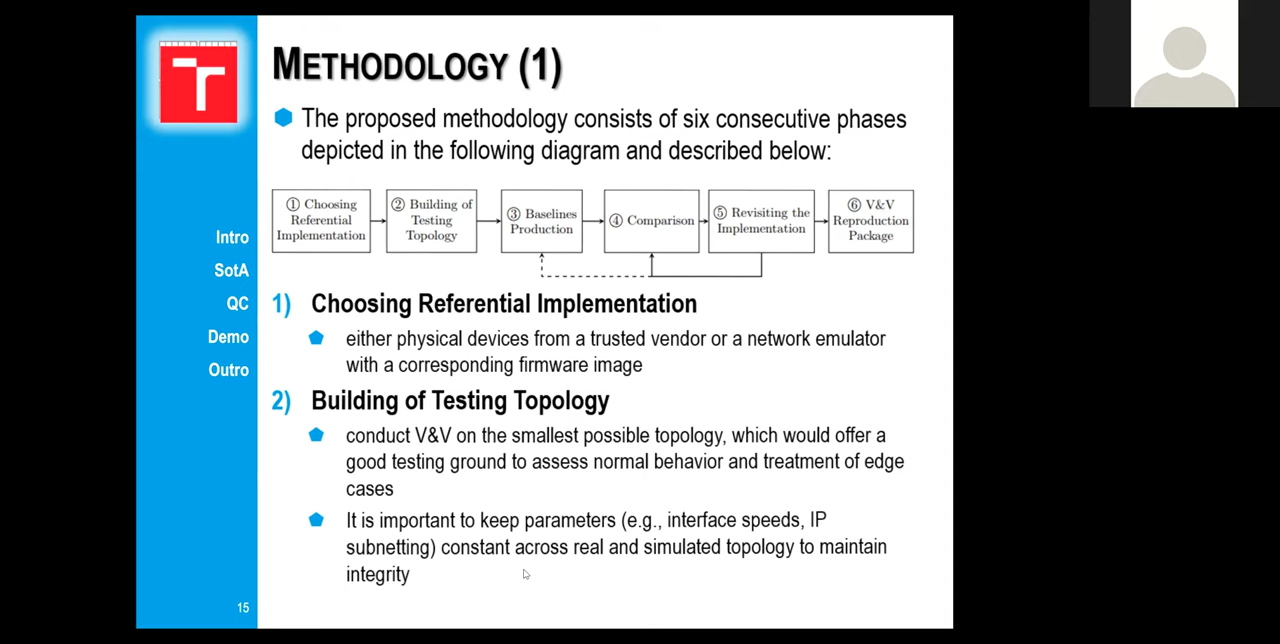 METHODOLOGY (1)
The proposed methodology consists of six consecutive phases
depicted in the following diagram and described below:
① Choosing
Referential
Implementation
② Building of
Testing
Topology
③ Baselines
Production
④ Comparison
⑤ Revisiting the
Implementation
⑥ V&V
Reproduction
Package
Intro
SotA
QC
Demo
Outro
1) Choosing Referential Implementation
either physical devices from a trusted vendor or a network emulator
with a corresponding firmware image
2) Building of Testing Topology
conduct V&V on the smallest possible topology, which would offer a
good testing ground to assess normal behavior and treatment of edge
cases
It is important to keep parameters (e.g., interface speeds, IP
subnetting) constant across real and simulated topology to maintain
integrity
15